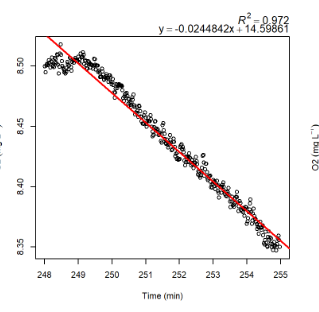 R² = 0.972
y = -0.0244842x + 14.59861
8.50
8.45
8.40
8.35
248 249 250 251 252 253 254 255
Time (min)
O2 (mg L⁻¹)